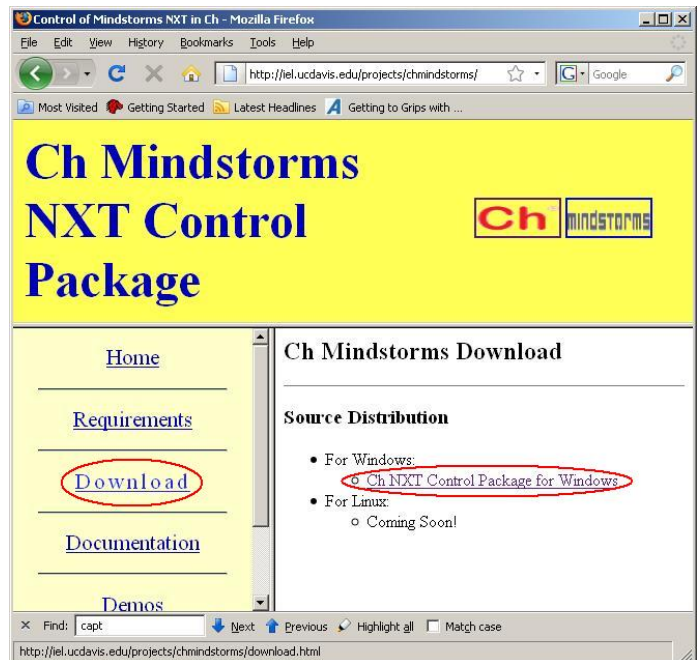 Control of Mindstorms NXT in Ch - Mozilla Firefox
File Edit View History Bookmarks Tools Help
http://iel.ucdavis.edu/projects/chmindstorms/
G Google
Most Visited Getting Started Latest Headlines Getting to Grips with ...
Ch Mindstorms
NXT Control
Package
Ch mindstorms
Home
Requirements
Download
Documentation
Demos
Ch Mindstorms Download
Source Distribution
For Windows:
Ch NXT Control Package for Windows
For Linux:
Coming Soon!
Find: capt Next Previous Highlight all Match case
http://iel.ucdavis.edu/projects/chmindstorms/download.html